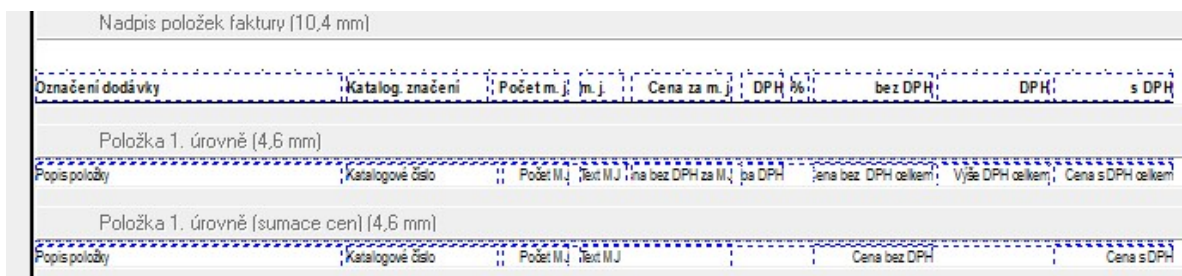 Nadpis položek faktury (10,4 mm)
Označení dodávky Katalog. značení Počet m. j. m. j. Cena za m. j. DPH % bez DPH DPH s DPH
Položka 1. úrovně (4,6 mm)
Popis položky Katalogové číslo Počet MJ Text MJ na bez DPH za MJ ba DPH ena bez DPH celkem Výše DPH celkem Cena s DPH celkem
Položka 1. úrovně (sumace cen) (4,6 mm)
Popis položky Katalogové číslo Počet MJ Text MJ Cena bez DPH Cena s DPH